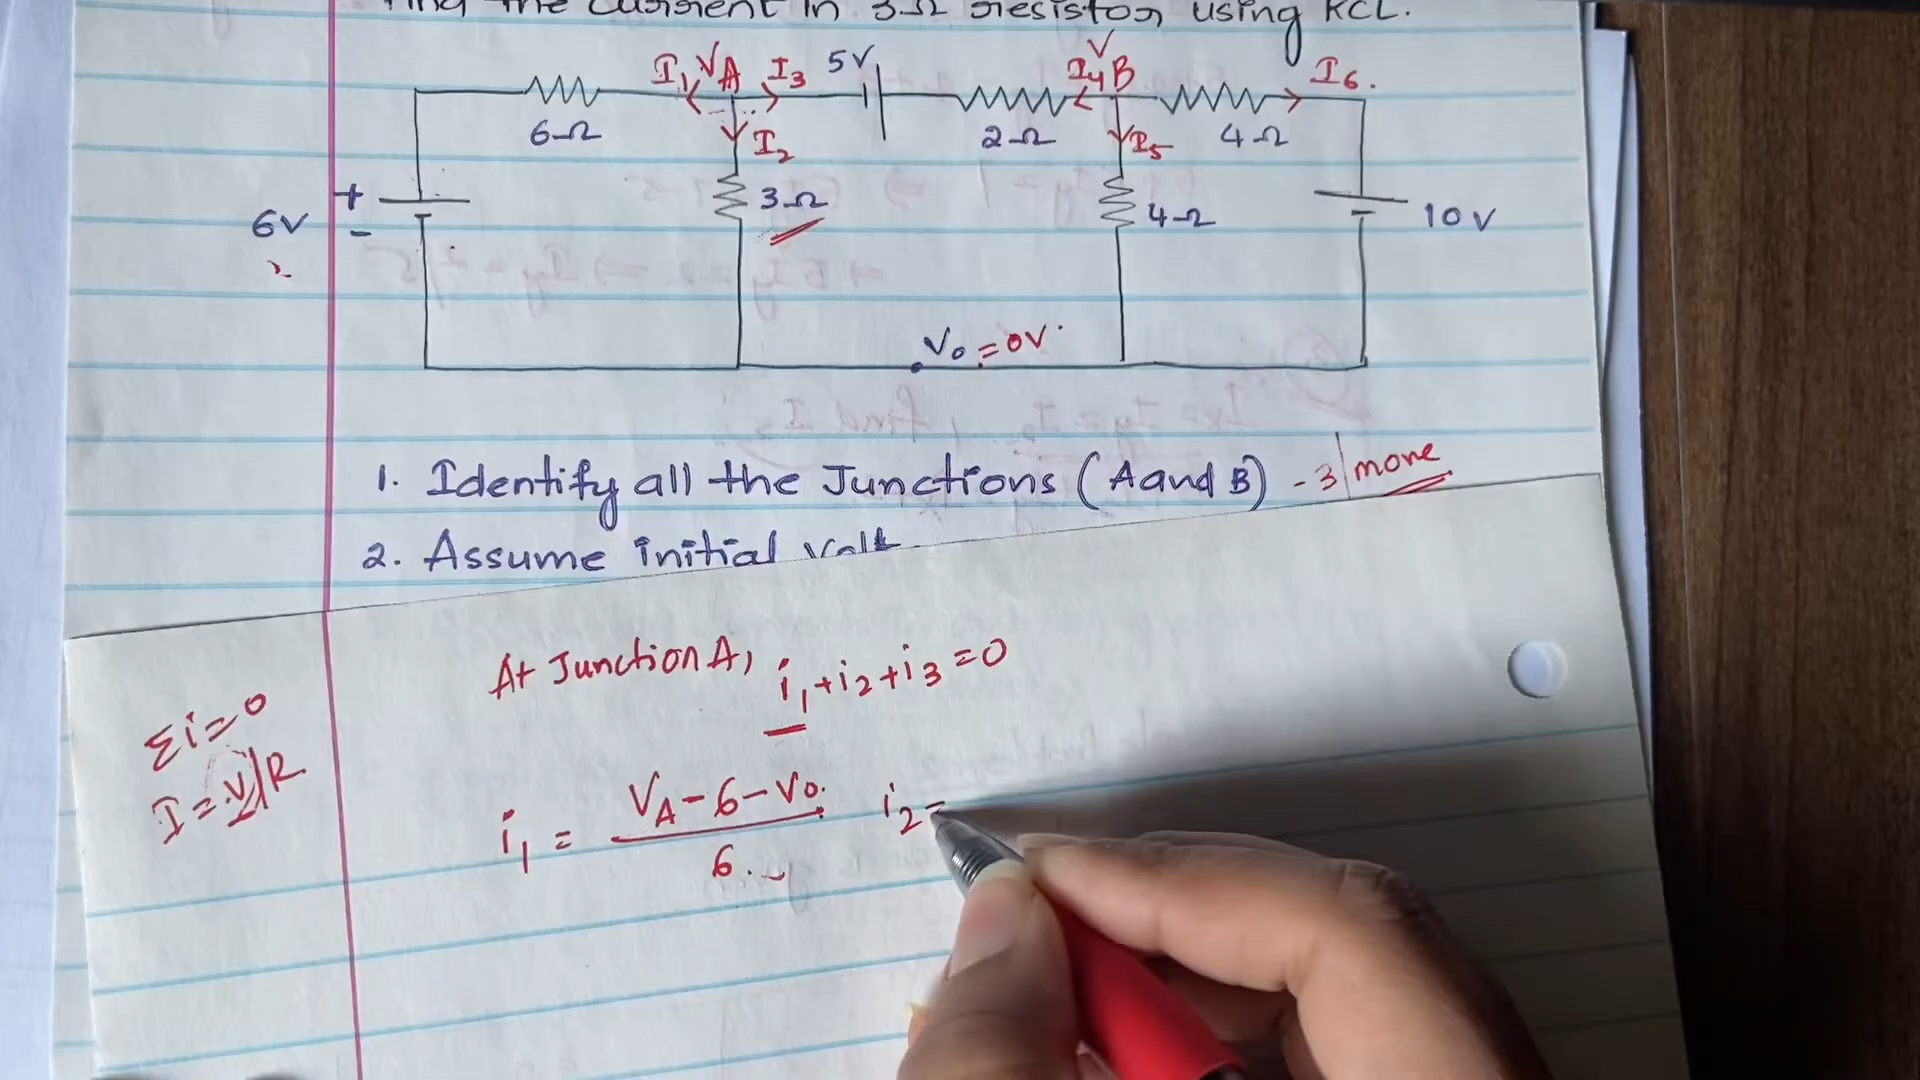 Find the current in 3Ω resistor using KCL.
I₁ VA I₃ 5V I₄ VB I₆.
6Ω I₂ 2Ω I₅ 4Ω
+ 3Ω 4Ω
6V - 10V
V₀ = 0V
1. Identify all the Junctions (A and B) - 3/more
2. Assume initial
At Junction A, i₁+i₂+i₃=0
Σi=0
I = V/R
i₁ = (VA-6-V₀)/6 i₂=